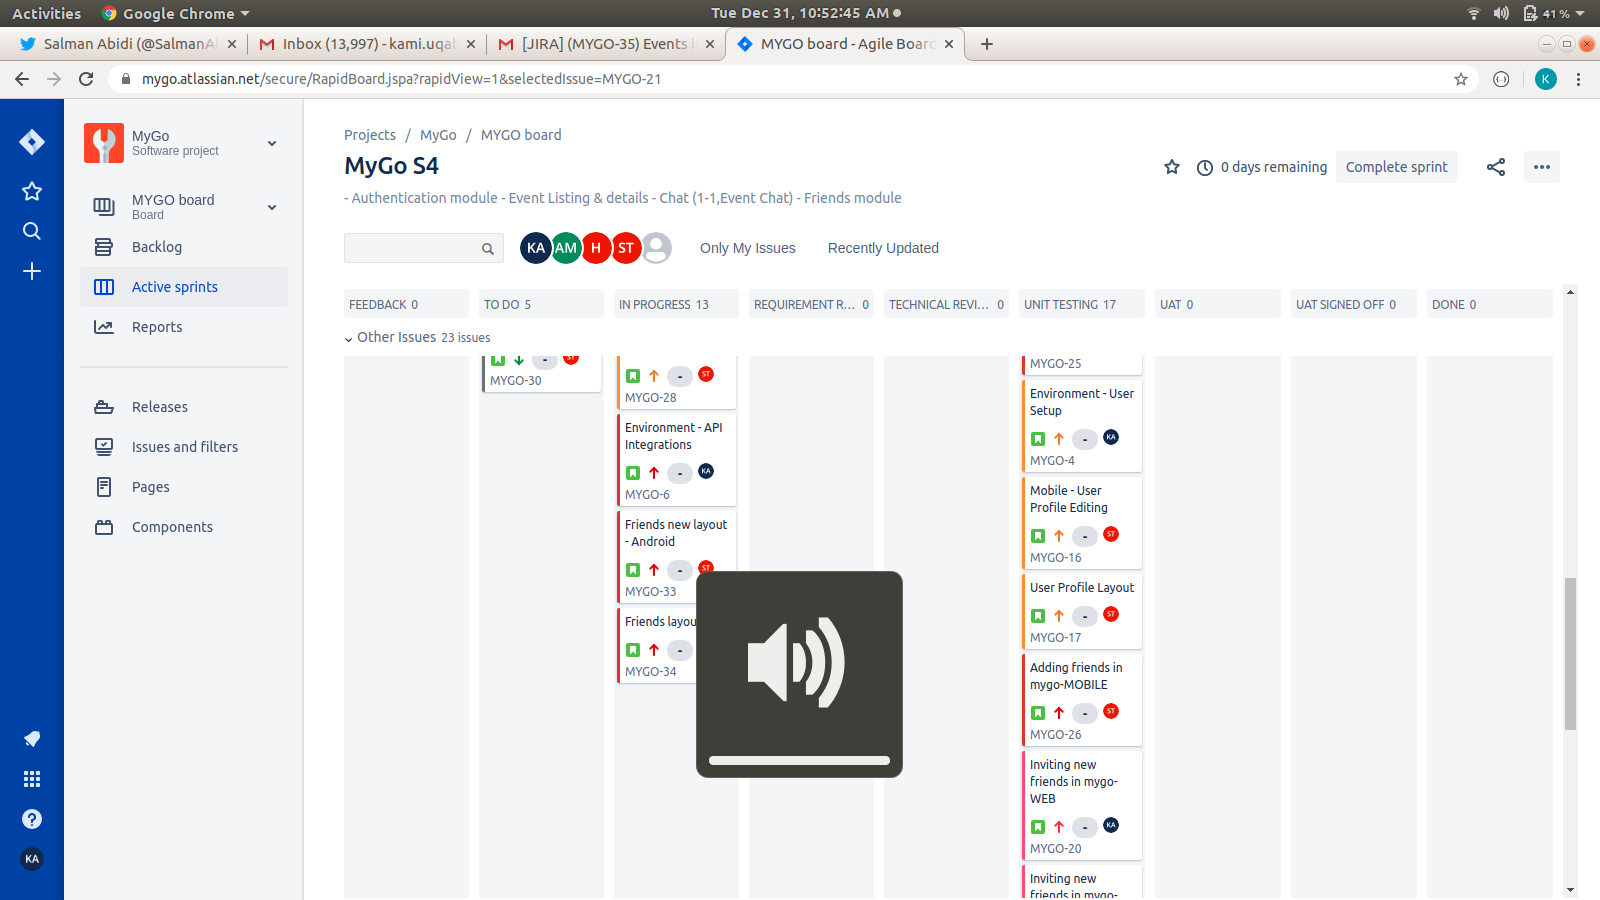 Activities
Google Chrome
Tue Dec 31, 10:52:45 AM
41 %
Salman Abidi (@SalmanA
Inbox (13,997) - kami.uqa
[JIRA] (MYGO-35) Events i
MYGO board - Agile Board
mygo.atlassian.net/secure/RapidBoard.jspa?rapidView=1&selectedIssue=MYGO-21
K
MyGo
Software project
MYGO board
Board
Backlog
Active sprints
Reports
Releases
Issues and filters
Pages
Components
KA
Projects / MyGo / MYGO board
MyGo S4
0 days remaining
Complete sprint
- Authentication module - Event Listing & details - Chat (1-1,Event Chat) - Friends module
KA
AM
H
ST
Only My Issues
Recently Updated
FEEDBACK 0
TO DO 5
IN PROGRESS 13
REQUIREMENT R... 0
TECHNICAL REVI... 0
UNIT TESTING 17
UAT 0
UAT SIGNED OFF 0
DONE 0
Other Issues 23 issues
- ST
MYGO-30
- ST
MYGO-28
Environment - API
Integrations
- KA
MYGO-6
Friends new layout
- Android
- ST
MYGO-33
Friends layou
-
MYGO-34
MYGO-25
Environment - User
Setup
- KA
MYGO-4
Mobile - User
Profile Editing
- ST
MYGO-16
User Profile Layout
- ST
MYGO-17
Adding friends in
mygo-MOBILE
- ST
MYGO-26
Inviting new
friends in mygo-
WEB
- KA
MYGO-20
Inviting new
friends in mygo-